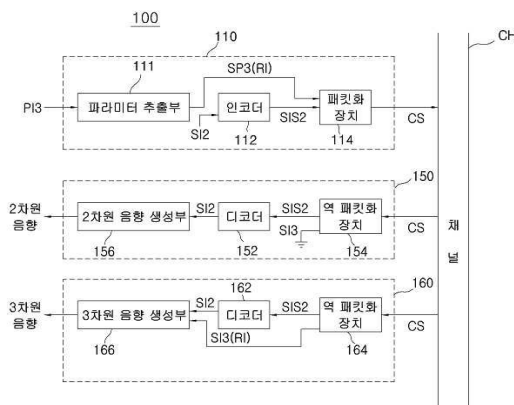 100
CH
110
111
SP3(RI)
PI3
파라미터 추출부
인코더
패킷화
장치
SI2
112
SIS2
114
CS
150
2차원
음향
2차원 음향 생성부
SI2
디코더
SIS2
역 패킷화
장치
SI3
156
152
154
CS
채
널
160
162
3차원
음향
3차원 음향 생성부
SI2
디코더
SIS2
역 패킷화
장치
CS
166
SI3(RI)
164